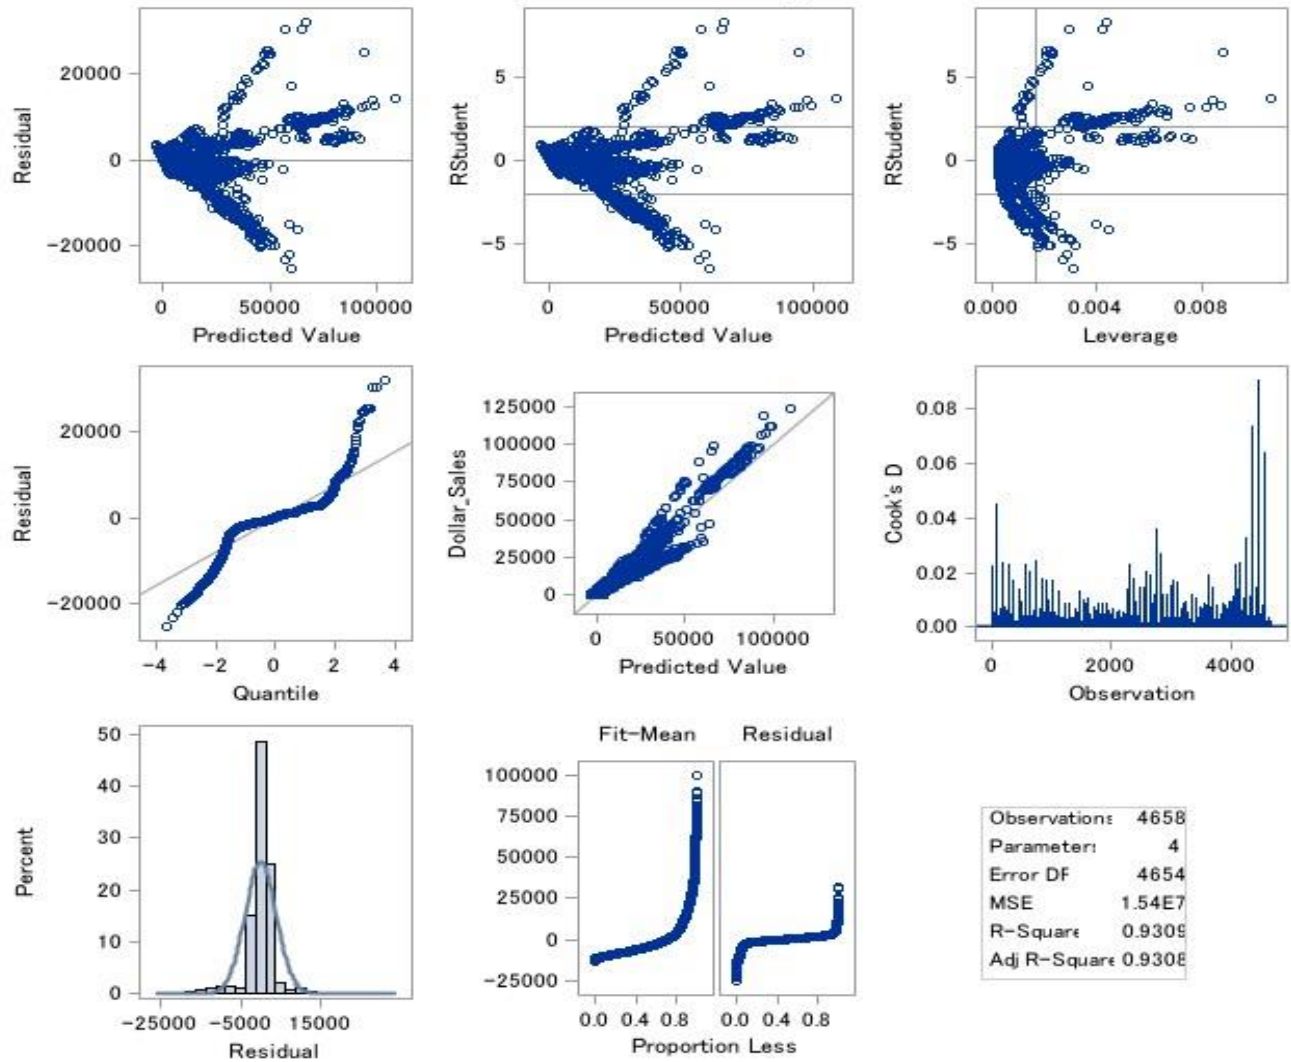 Residual
20000
0
-20000
0
50000
100000
Predicted Value
RStudent
5
0
-5
0
50000
100000
Predicted Value
RStudent
5
0
-5
0.000
0.004
0.008
Leverage
Residual
20000
0
-20000
-4
-2
0
2
4
Quantile
Dollar_Sales
125000
100000
75000
50000
25000
0
0
50000
100000
Predicted Value
Cook's D
0.08
0.06
0.04
0.02
0.00
0
2000
4000
Observation
Percent
50
40
30
20
10
0
-25000
-5000
15000
Residual
Fit-Mean
Residual
100000
75000
50000
25000
0
-25000
0.0 0.4 0.8
0.0 0.4 0.8
Proportion Less
Observations 4658
Parameters 4
Error DF 4654
MSE 1.54E7
R-Square 0.9309
Adj R-Square 0.9308